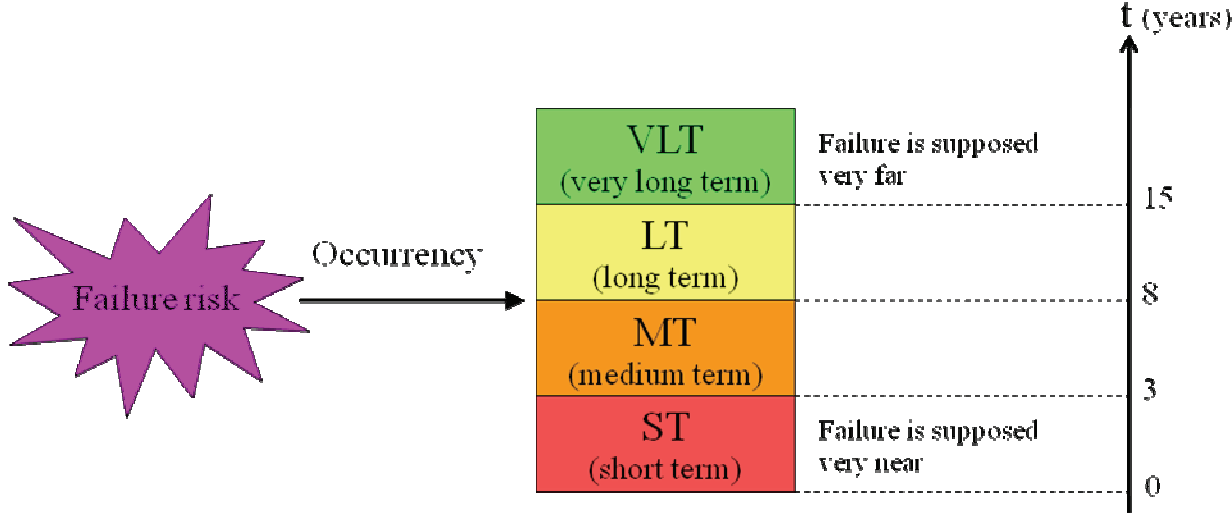 t (years)
VLT
(very long term)
Failure is supposed
very far
15
LT
(long term)
Occurrency
Failure risk
8
MT
(medium term)
3
ST
(short term)
Failure is supposed
very near
0